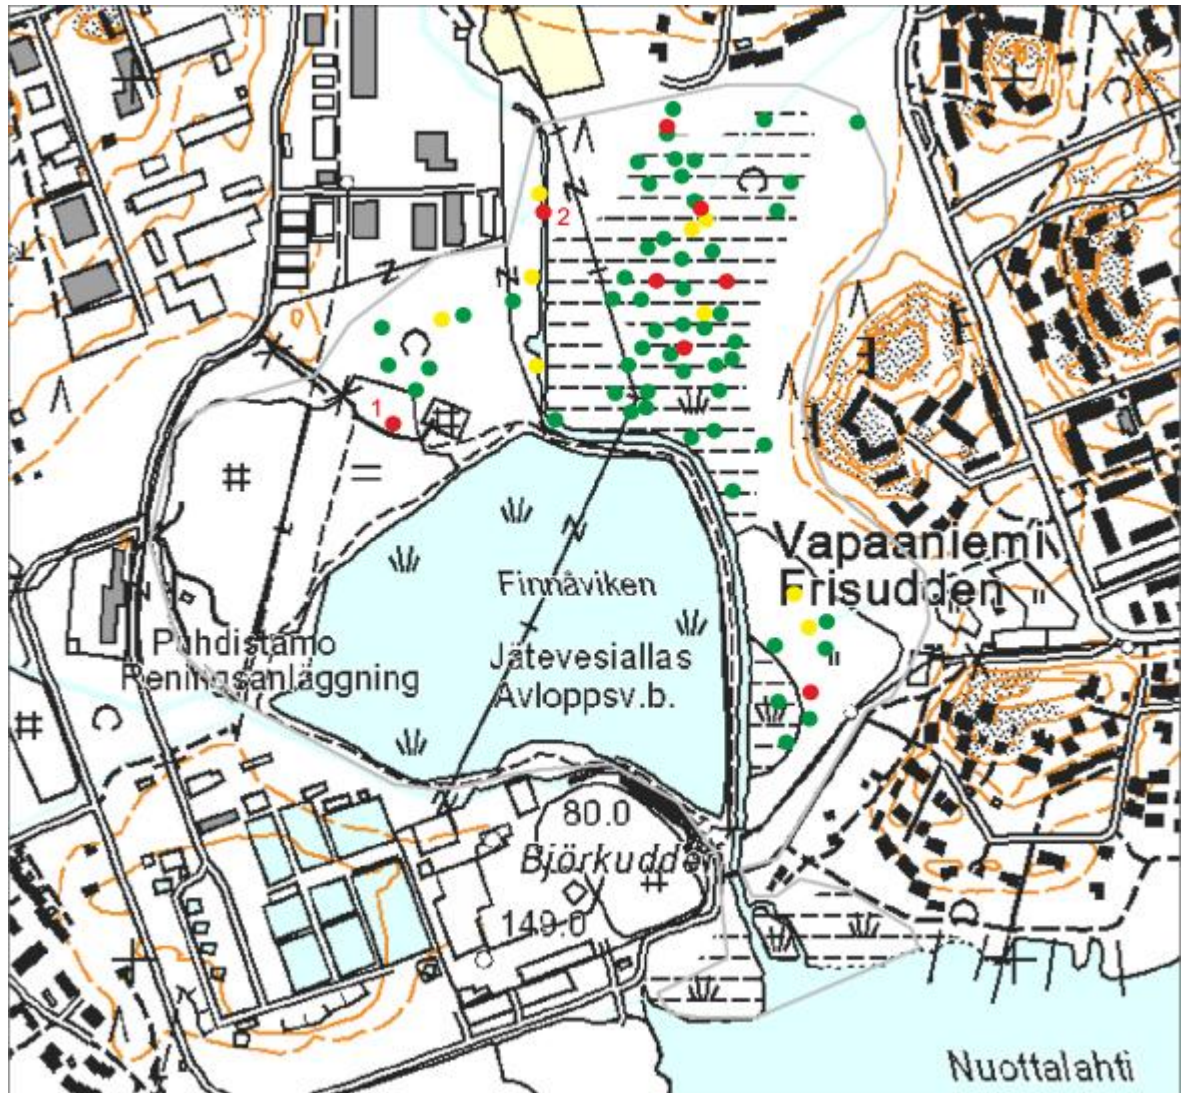 2
1
Vapaaniemi
Frisudden
Finnåviken
Puhdistamo
Reningsanläggning
Jätevesiallas
Avloppsv.b.
80.0
Björkudden
149.0
Nuottalahti